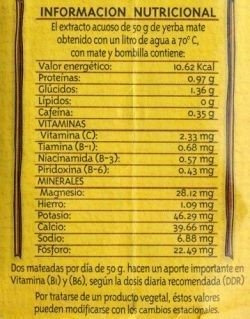 INFORMACION NUTRICIONAL
El extracto acuoso de 50 g de yerba mate
obtenido con un litro de agua a 70° C,
con mate y bombilla contiene:
Valor energético: 10.62 Kcal
Proteínas: 0.97 g
Glúcidos: 1.36 g
Lípidos: 0 g
Cafeína: 0.35 g
VITAMINAS
Vitamina (C): 2.33 mg
Tiamina (B-1): 0.68 mg
Niacinamida (B-3): 0.57 mg
Piridoxina (B-6): 0.43 mg
MINERALES
Magnesio: 28.12 mg
Hierro: 1.09 mg
Potasio: 46.29 mg
Calcio: 39.66 mg
Sodio: 6.88 mg
Fósforo: 22.49 mg
Dos mateadas por día de 50 g. hacen un aporte importante en
Vitamina (B1) y (B6), según la dosis diaria recomendada (DDR)
Por tratarse de un producto vegetal, éstos valores
pueden modificarse con los cambios estacionales.